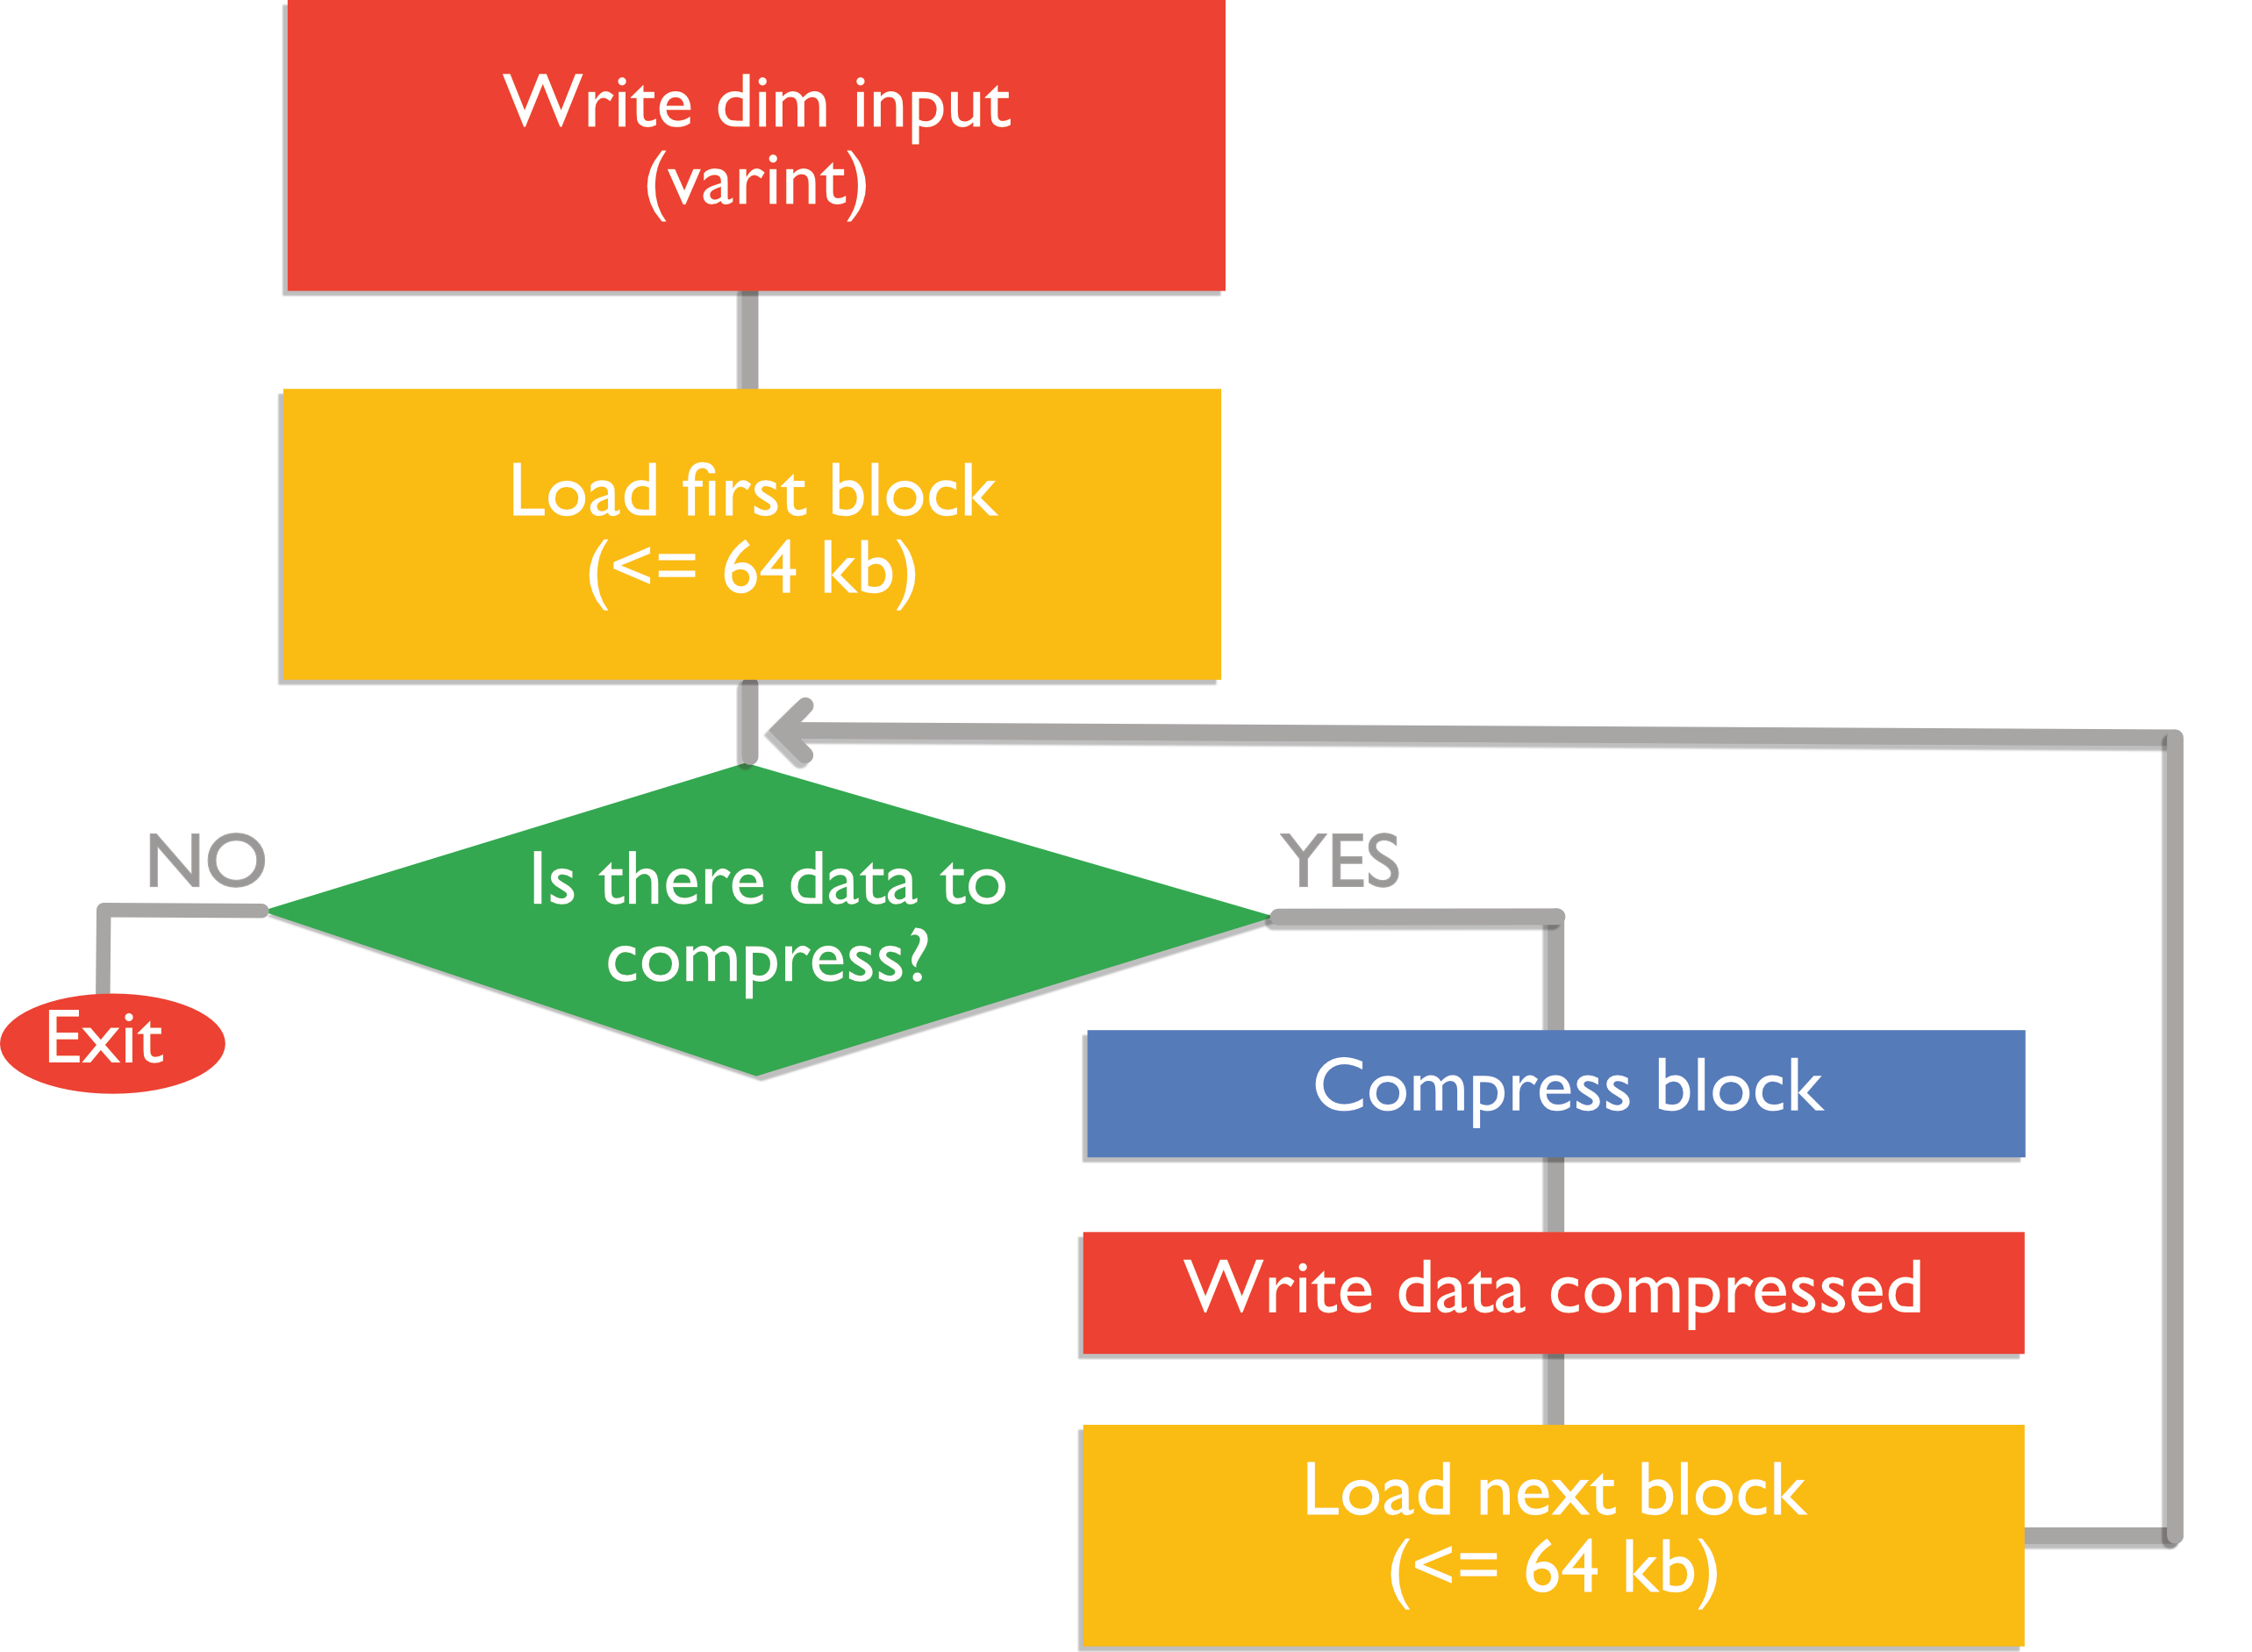 Write dim input
(varint)
Load first block
(<= 64 kb)
NO
YES
Is there data to
compress?
Exit
Compress block
Write data compressed
Load next block
(<= 64 kb)